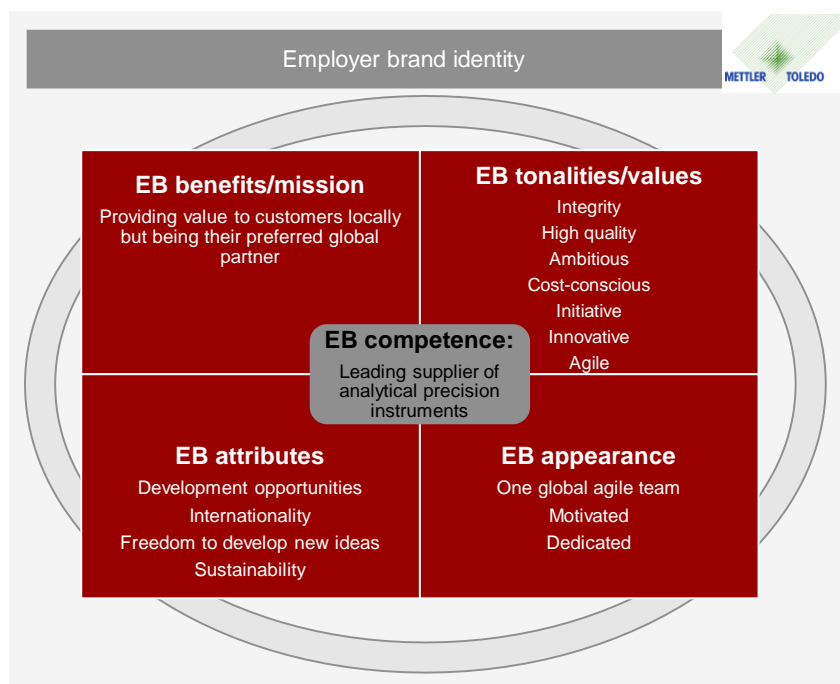 Employer brand identity
METTLER TOLEDO
EB benefits/mission
Providing value to customers locally
but being their preferred global
partner
EB tonalities/values
Integrity
High quality
Ambitious
Cost-conscious
Initiative
Innovative
Agile
EB competence:
Leading supplier of
analytical precision
instruments
EB attributes
Development opportunities
Internationality
Freedom to develop new ideas
Sustainability
EB appearance
One global agile team
Motivated
Dedicated